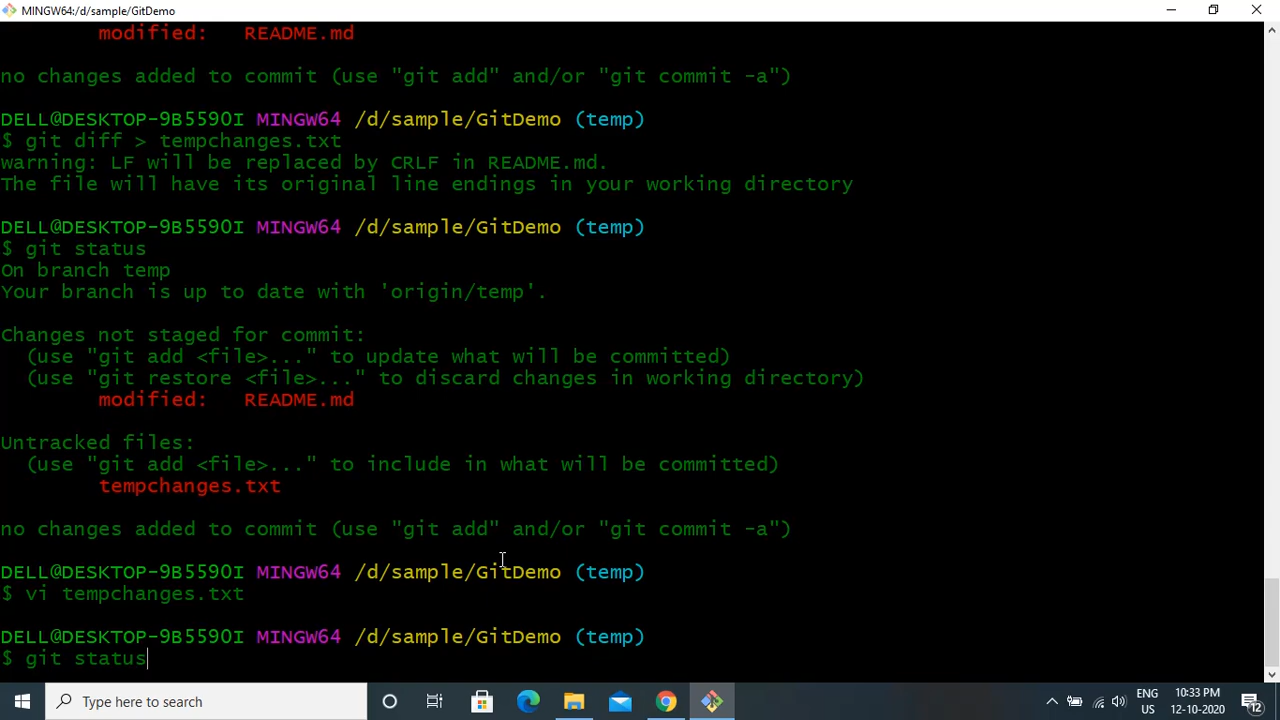 MINGW64:/d/sample/GitDemo
modified: README.md
no changes added to commit (use "git add" and/or "git commit -a")
DELL@DESKTOP-9B5590I MINGW64 /d/sample/GitDemo (temp)
$ git diff > tempchanges.txt
warning: LF will be replaced by CRLF in README.md.
The file will have its original line endings in your working directory
DELL@DESKTOP-9B5590I MINGW64 /d/sample/GitDemo (temp)
$ git status
On branch temp
Your branch is up to date with 'origin/temp'.
Changes not staged for commit:
(use "git add <file>..." to update what will be committed)
(use "git restore <file>..." to discard changes in working directory)
modified: README.md
Untracked files:
(use "git add <file>..." to include in what will be committed)
tempchanges.txt
no changes added to commit (use "git add" and/or "git commit -a")
DELL@DESKTOP-9B5590I MINGW64 /d/sample/GitDemo (temp)
$ vi tempchanges.txt
DELL@DESKTOP-9B5590I MINGW64 /d/sample/GitDemo (temp)
$ git status
Type here to search
ENG
US
10:33 PM
12-10-2020
12